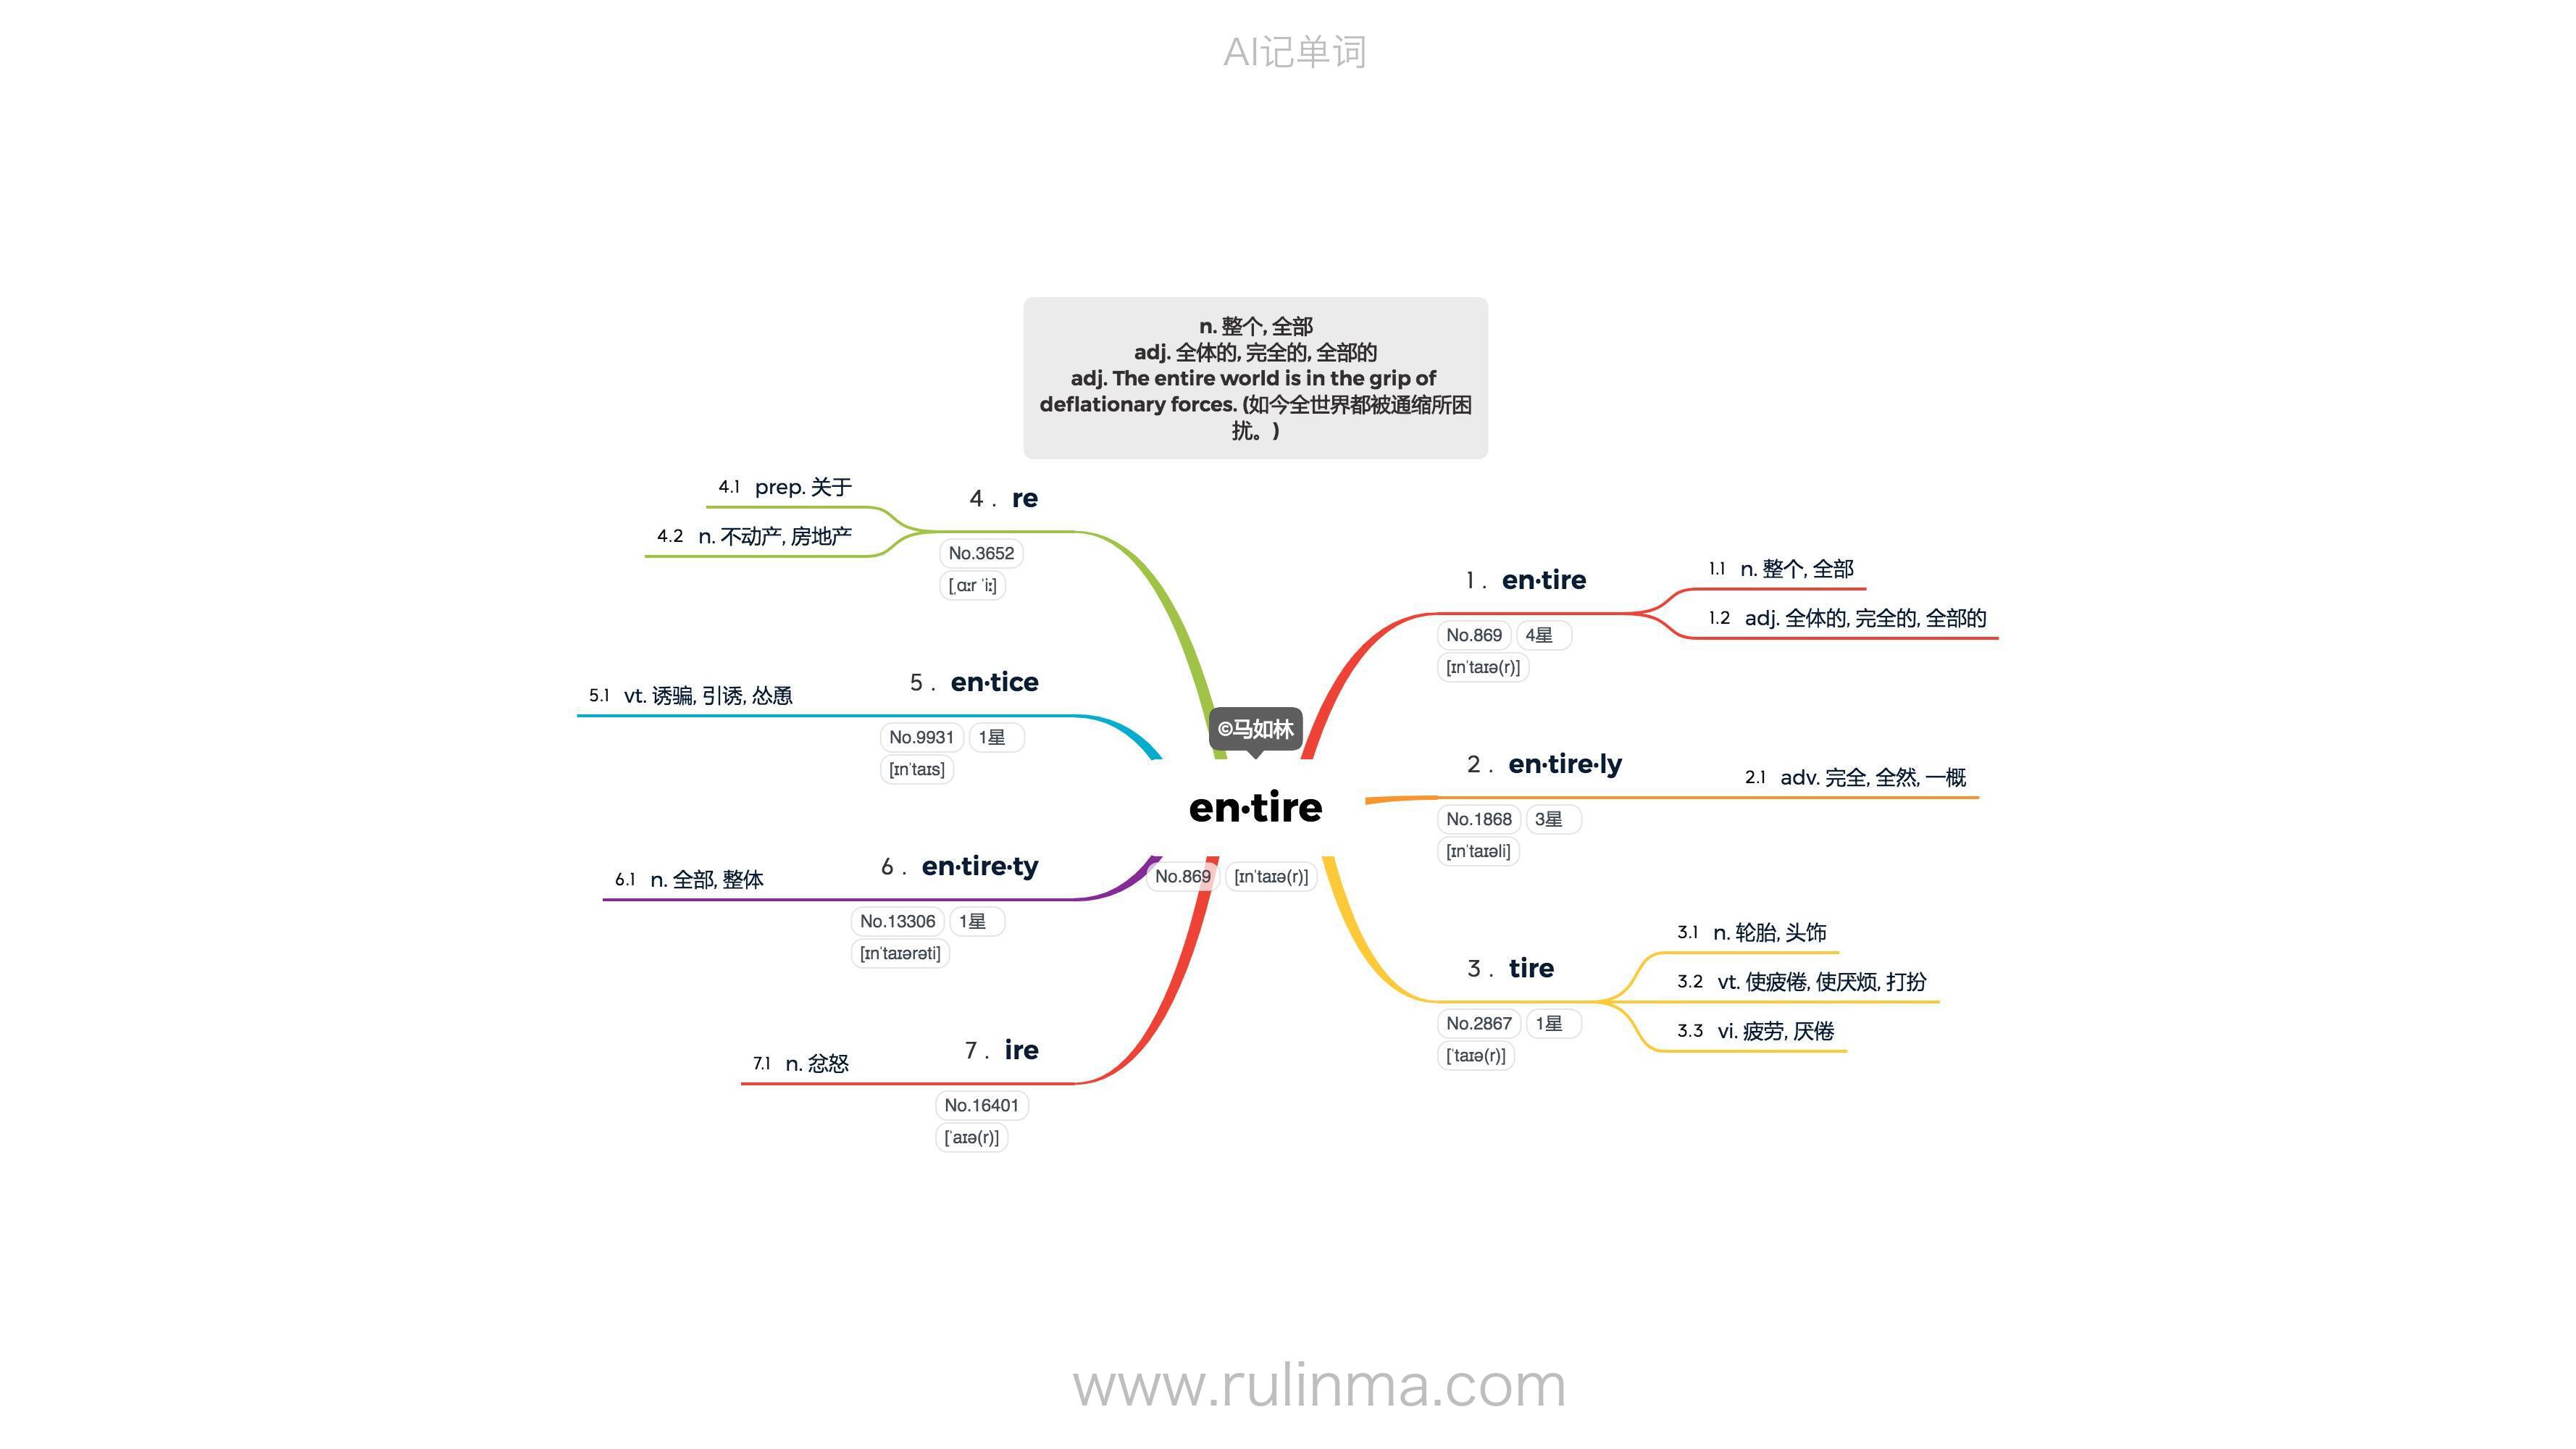 AI记单词
n. 整个, 全部
adj. 全体的, 完全的, 全部的
adj. The entire world is in the grip of
deflationary forces. (如今全世界都被通缩所困
扰。)
©马如林
en·tire
No.869 [ɪnˈtaɪə(r)]
1 . en·tire
No.869 4星
[ɪnˈtaɪə(r)]
1.1 n. 整个, 全部
1.2 adj. 全体的, 完全的, 全部的
2 . en·tire·ly
No.1868 3星
[ɪnˈtaɪəli]
2.1 adv. 完全, 全然, 一概
3 . tire
No.2867 1星
[ˈtaɪə(r)]
3.1 n. 轮胎, 头饰
3.2 vt. 使疲倦, 使厌烦, 打扮
3.3 vi. 疲劳, 厌倦
4 . re
No.3652
[ˌɑːr ˈiː]
4.1 prep. 关于
4.2 n. 不动产, 房地产
5 . en·tice
No.9931 1星
[ɪnˈtaɪs]
5.1 vt. 诱骗, 引诱, 怂恿
6 . en·tire·ty
No.13306 1星
[ɪnˈtaɪərəti]
6.1 n. 全部, 整体
7 . ire
No.16401
[ˈaɪə(r)]
7.1 n. 忿怒
www.rulinma.com